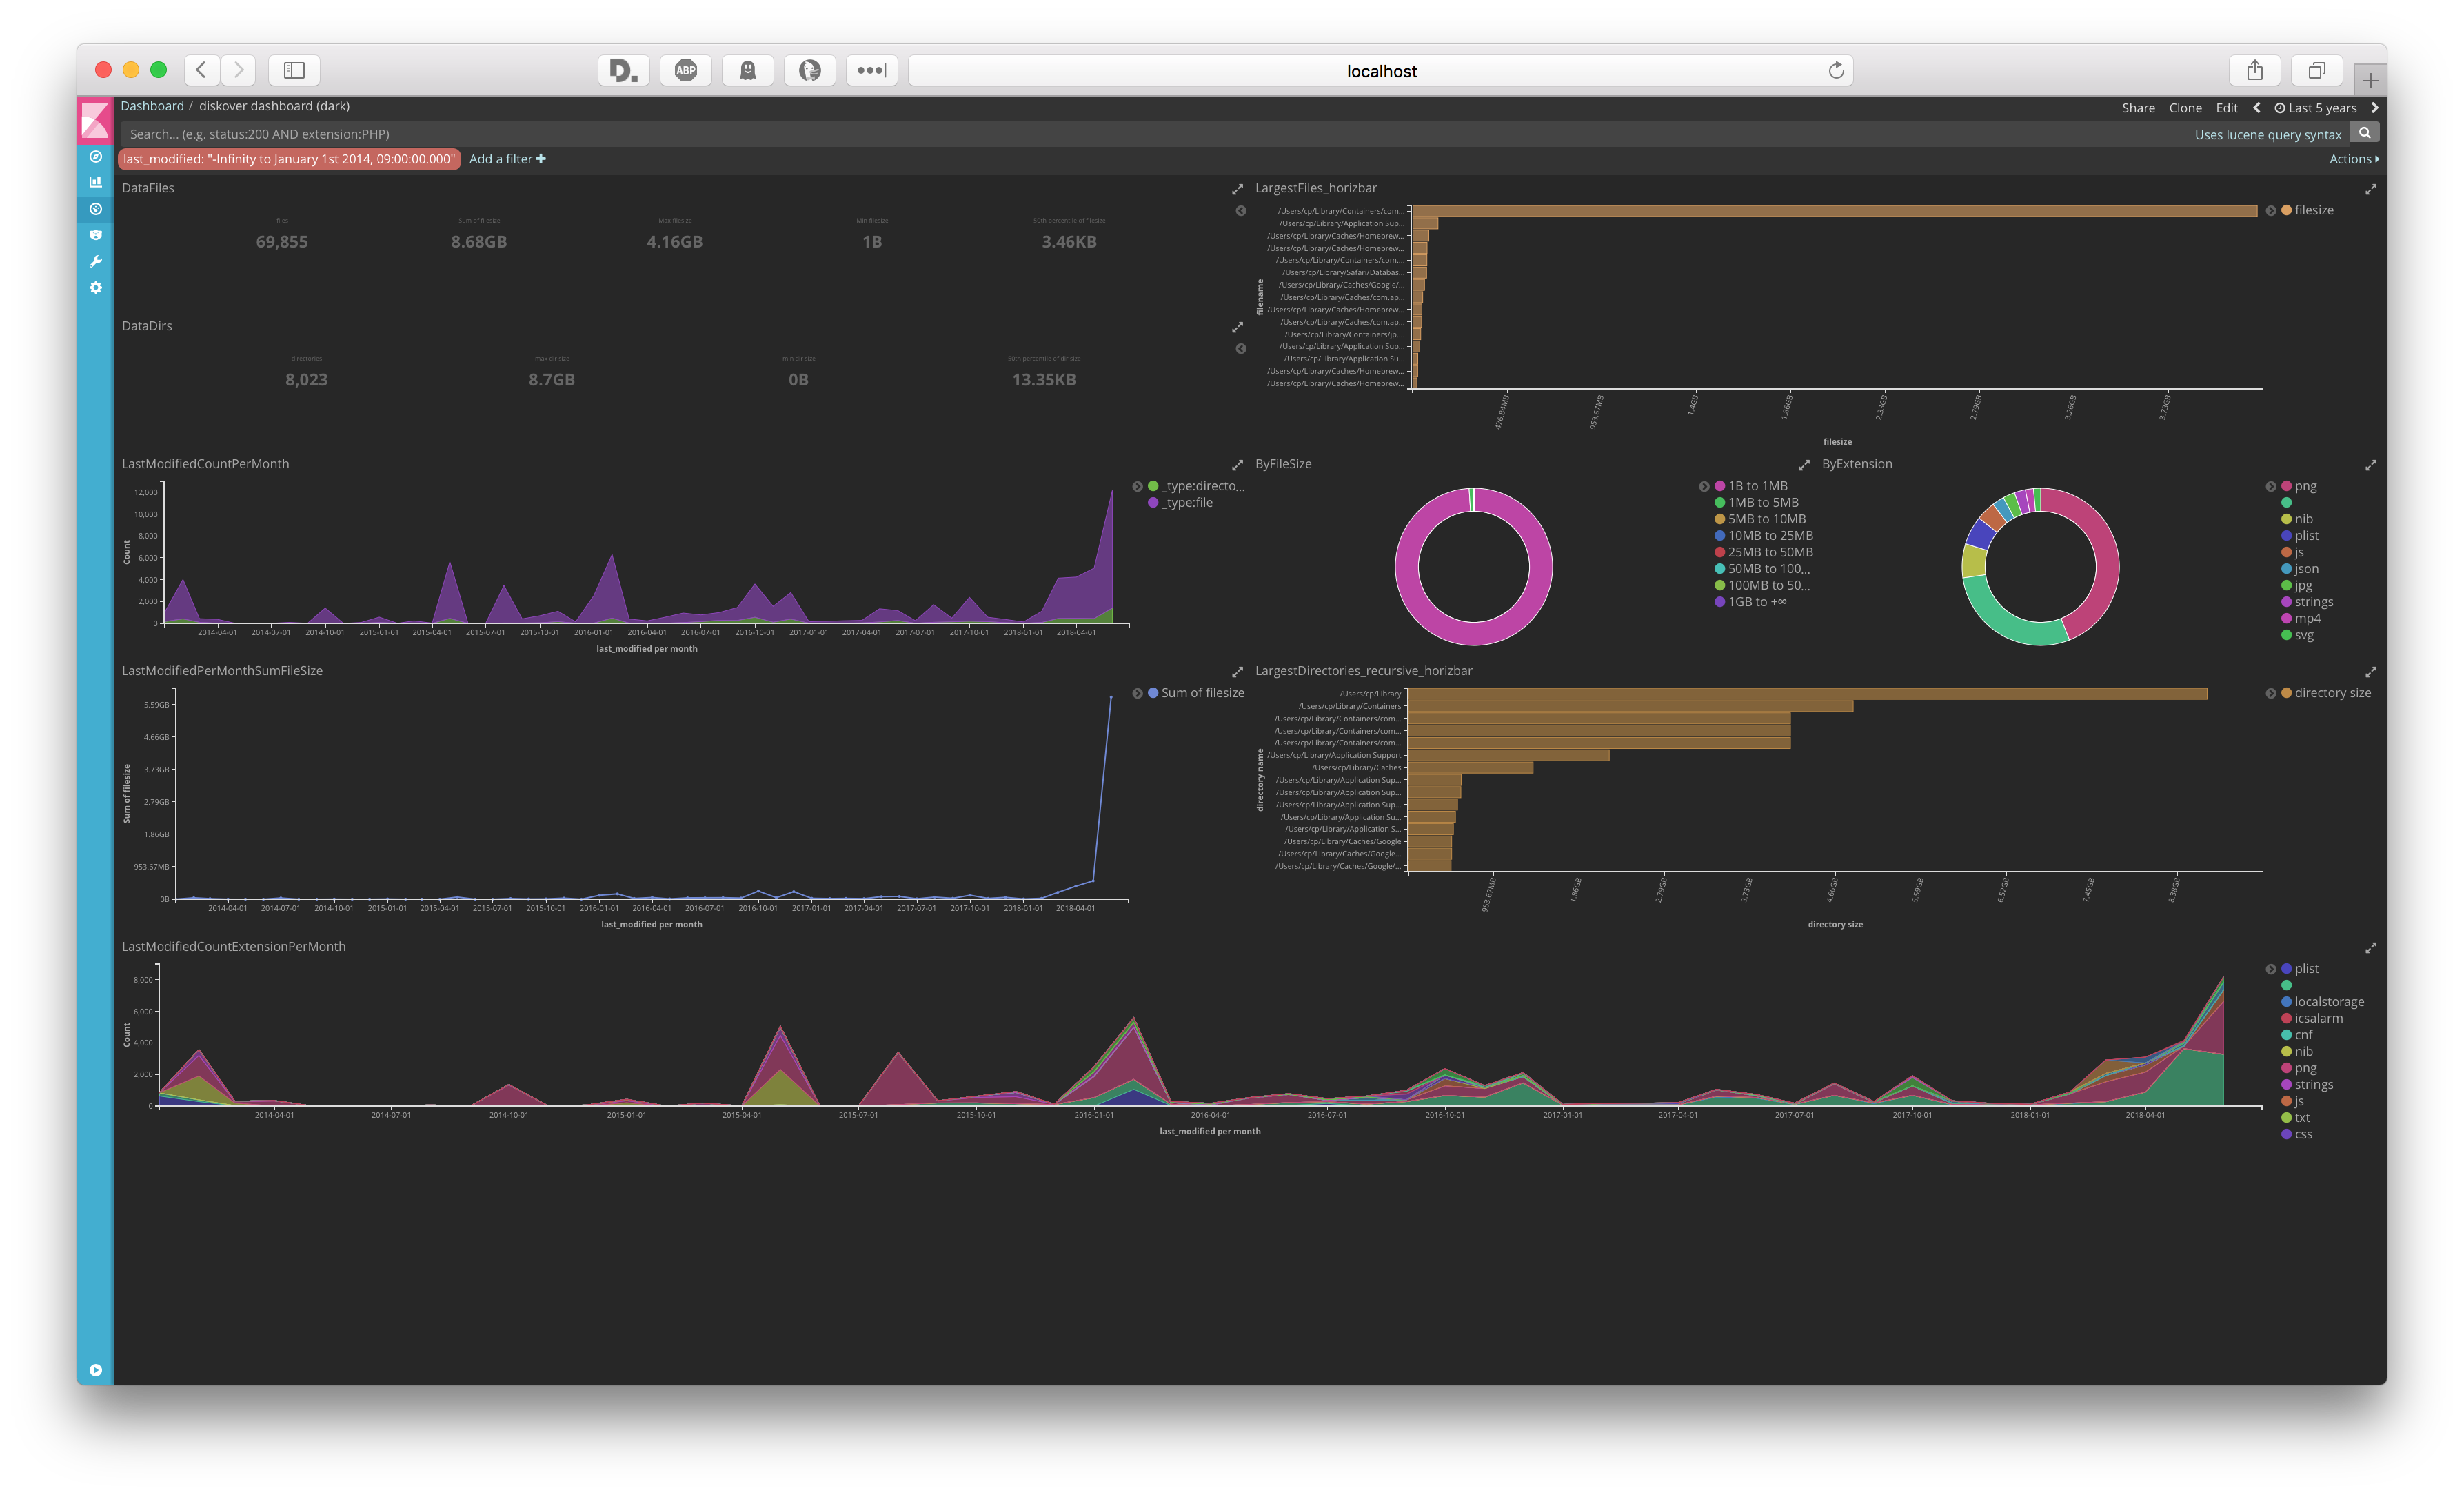 D.
ABP
localhost
Dashboard / diskover dashboard (dark)
Share Clone Edit Last 5 years
Search... (e.g. status:200 AND extension:PHP)
Uses lucene query syntax
last_modified: "-Infinity to January 1st 2014, 09:00:00.000" Add a filter
Actions
DataFiles
files
69,855
Sum of filesize
8.68GB
Max filesize
4.16GB
Min filesize
1B
50th percentile of filesize
3.46KB
DataDirs
directories
8,023
max dir size
8.7GB
min dir size
0B
50th percentile of dir size
13.35KB
LargestFiles_horizbar
filename
/Users/cp/Library/Containers/com...
/Users/cp/Library/Application Sup...
/Users/cp/Library/Caches/Homebrew...
/Users/cp/Library/Caches/Homebrew...
/Users/cp/Library/Containers/com....
/Users/cp/Library/Safari/Databas...
/Users/cp/Library/Caches/Google/...
/Users/cp/Library/Caches/com.ap...
/Users/cp/Library/Caches/Homebrew...
/Users/cp/Library/Caches/com.ap...
/Users/cp/Library/Containers/jp....
/Users/cp/Library/Application Sup...
/Users/cp/Library/Application Su...
/Users/cp/Library/Caches/Homebrew...
/Users/cp/Library/Caches/Homebrew...
476.84MB 953.67MB 1.4GB 1.86GB 2.33GB 2.79GB 3.26GB 3.73GB
filesize
filesize
LastModifiedCountPerMonth
Count
12,000
10,000
8,000
6,000
4,000
2,000
0
2014-04-01 2014-07-01 2014-10-01 2015-01-01 2015-04-01 2015-07-01 2015-10-01 2016-01-01 2016-04-01 2016-07-01 2016-10-01 2017-01-01 2017-04-01 2017-07-01 2017-10-01 2018-01-01 2018-04-01
last_modified per month
_type:directo...
_type:file
ByFileSize
1B to 1MB
1MB to 5MB
5MB to 10MB
10MB to 25MB
25MB to 50MB
50MB to 100...
100MB to 50...
1GB to +∞
ByExtension
png
nib
plist
js
json
jpg
strings
mp4
svg
LastModifiedPerMonthSumFileSize
Sum of filesize
5.59GB
4.66GB
3.73GB
2.79GB
1.86GB
953.67MB
0B
2014-04-01 2014-07-01 2014-10-01 2015-01-01 2015-04-01 2015-07-01 2015-10-01 2016-01-01 2016-04-01 2016-07-01 2016-10-01 2017-01-01 2017-04-01 2017-07-01 2017-10-01 2018-01-01 2018-04-01
last_modified per month
Sum of filesize
LargestDirectories_recursive_horizbar
directory name
/Users/cp/Library
/Users/cp/Library/Containers
/Users/cp/Library/Containers/com...
/Users/cp/Library/Containers/com...
/Users/cp/Library/Containers/com...
/Users/cp/Library/Application Support
/Users/cp/Library/Caches
/Users/cp/Library/Application Sup...
/Users/cp/Library/Application Sup...
/Users/cp/Library/Application Sup...
/Users/cp/Library/Application Su...
/Users/cp/Library/Application S...
/Users/cp/Library/Caches/Google
/Users/cp/Library/Caches/Google...
/Users/cp/Library/Caches/Google/...
953.67MB 1.86GB 2.79GB 3.73GB 4.66GB 5.59GB 6.52GB 7.45GB 8.38GB
directory size
directory size
LastModifiedCountExtensionPerMonth
Count
8,000
6,000
4,000
2,000
0
2014-04-01 2014-07-01 2014-10-01 2015-01-01 2015-04-01 2015-07-01 2015-10-01 2016-01-01 2016-04-01 2016-07-01 2016-10-01 2017-01-01 2017-04-01 2017-07-01 2017-10-01 2018-01-01 2018-04-01
last_modified per month
plist
localstorage
icsalarm
cnf
nib
png
strings
js
txt
css